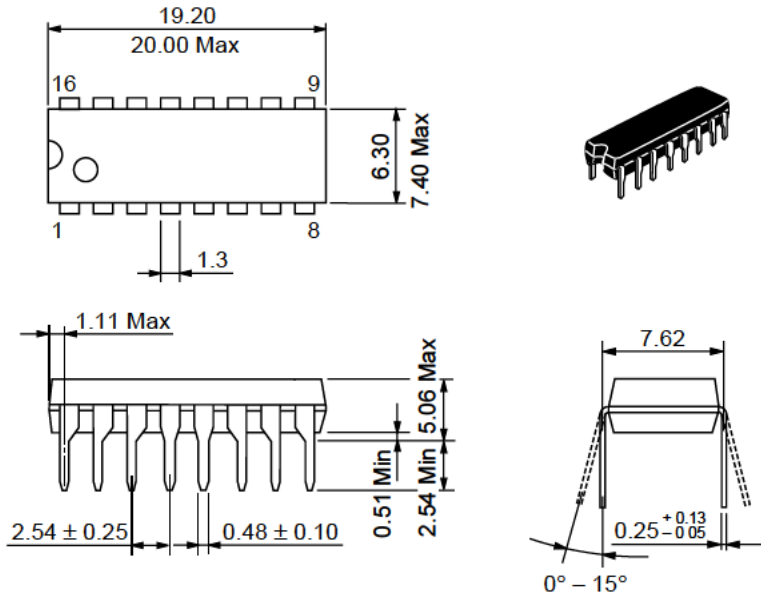 19.20
20.00 Max
16
9
6.30
7.40 Max
1
8
1.3
1.11 Max
5.06 Max
0.51 Min
2.54 Min
2.54 ± 0.25
0.48 ± 0.10
7.62
0.25 + 0.13 – 0 05
0° – 15°